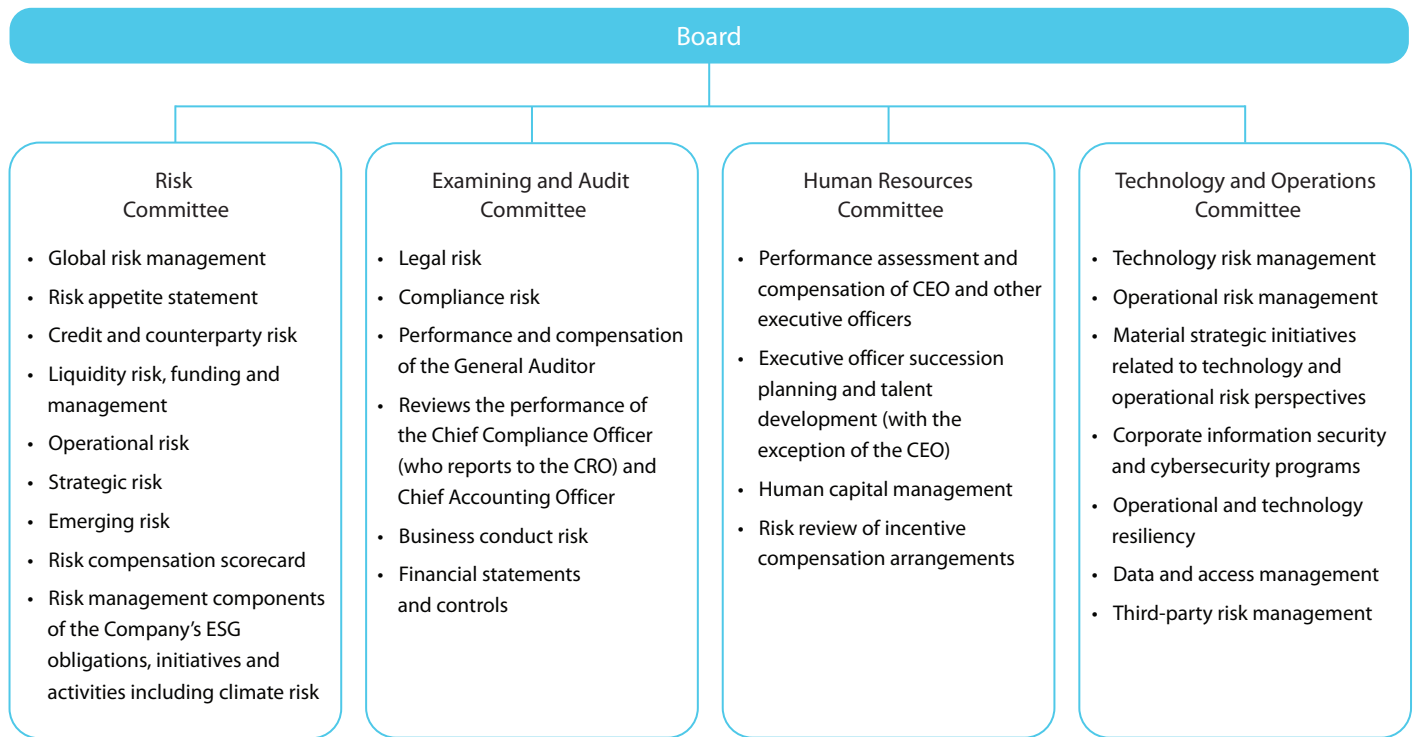 Board
Risk
Committee
• Global risk management
• Risk appetite statement
• Credit and counterparty risk
• Liquidity risk, funding and
management
• Operational risk
• Strategic risk
• Emerging risk
• Risk compensation scorecard
• Risk management components
of the Company’s ESG
obligations, initiatives and
activities including climate risk
Examining and Audit
Committee
• Legal risk
• Compliance risk
• Performance and compensation
of the General Auditor
• Reviews the performance of
the Chief Compliance Officer
(who reports to the CRO) and
Chief Accounting Officer
• Business conduct risk
• Financial statements
and controls
Human Resources
Committee
• Performance assessment and
compensation of CEO and other
executive officers
• Executive officer succession
planning and talent
development (with the
exception of the CEO)
• Human capital management
• Risk review of incentive
compensation arrangements
Technology and Operations
Committee
• Technology risk management
• Operational risk management
• Material strategic initiatives
related to technology and
operational risk perspectives
• Corporate information security
and cybersecurity programs
• Operational and technology
resiliency
• Data and access management
• Third-party risk management